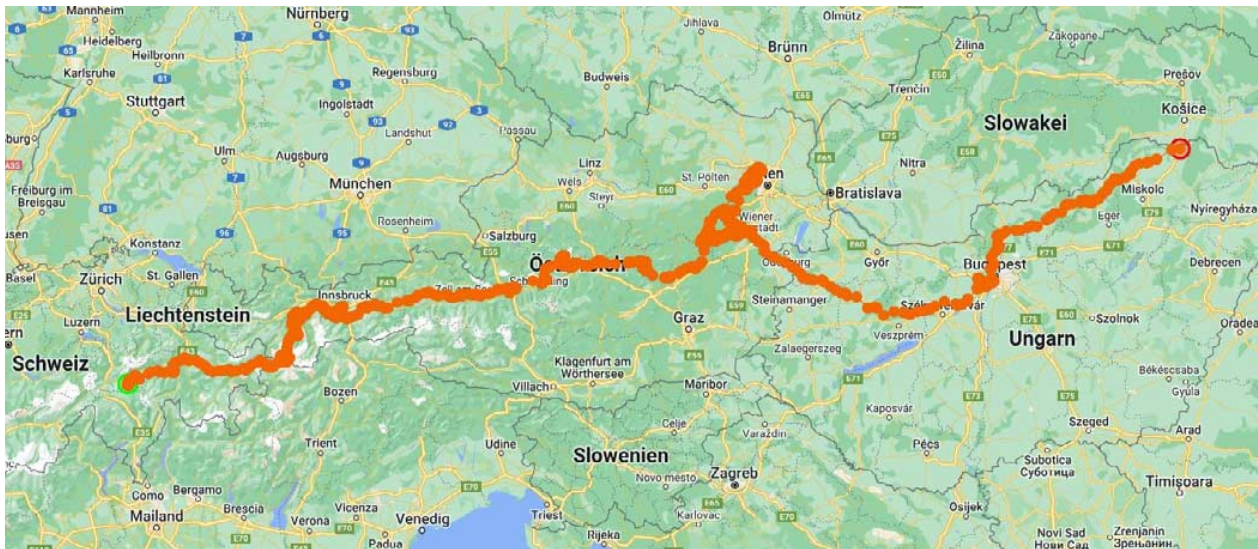 Mannheim
Nürnberg
Jihlava
Olmütz
Zakopane
Heidelberg
Heilbronn
Regensburg
Brünn
Žilina
Karlsruhe
Budweis
Trenčín
Prešov
Stuttgart
Ingolstadt
Košice
Landshut
Passau
Slowakei
Ulm
Augsburg
Linz
Nitra
München
Wels
St. Pölten
Freiburg im
Breisgau
Steyr
Bratislava
Miskolc
Rosenheim
Wiener
Eger
Nyíregyháza
Konstanz
Salzburg
Győr
Basel
Zürich
St. Gallen
Debrecen
Innsbruck
Steinamanger
Luzern
Liechtenstein
Graz
Szolnok
Veszprém
Schweiz
Ungarn
Zalaegerszeg
Klagenfurt am
Wörthersee
Békéscsaba
Bozen
Villach
Maribor
Gyula
Kaposvár
Celje
Szeged
Arad
Trient
Varaždin
Udine
Pécs
Slowenien
Subotica
Суботица
Como
Novo mesto
Zagreb
Timișoara
Bergamo
Vicenza
Triest
Osijek
Mailand
Brescia
Verona
Venedig
Karlovac
Novi Sad
Нови Сад
Zrenjanin
Зрењанин
Padua
Rijeka